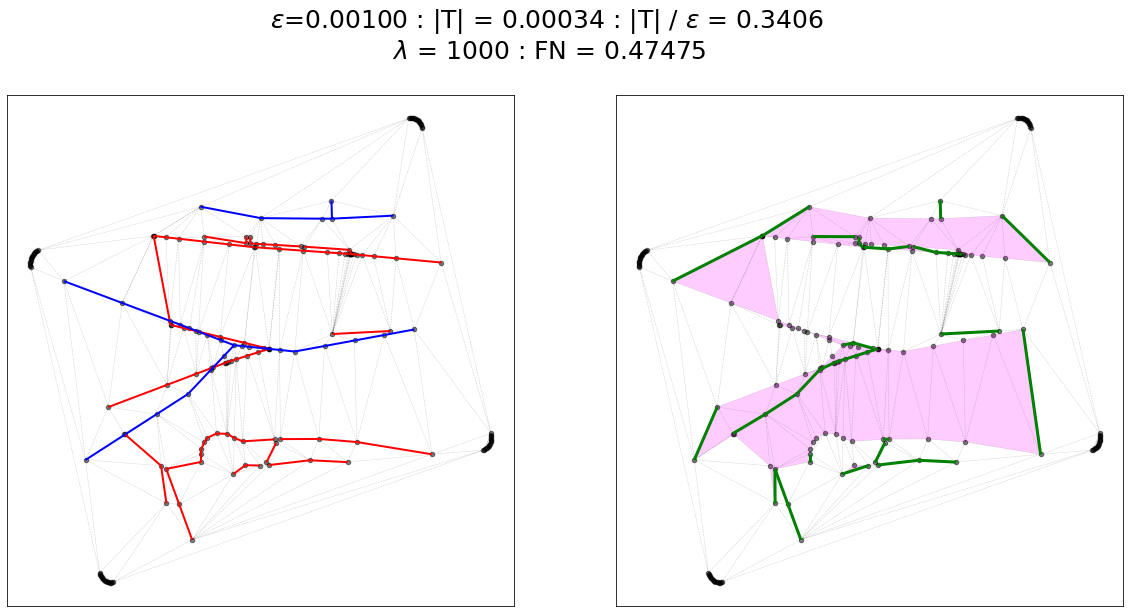 ε=0.00100 : |T| = 0.00034 : |T| / ε = 0.3406
λ = 1000 : FN = 0.47475